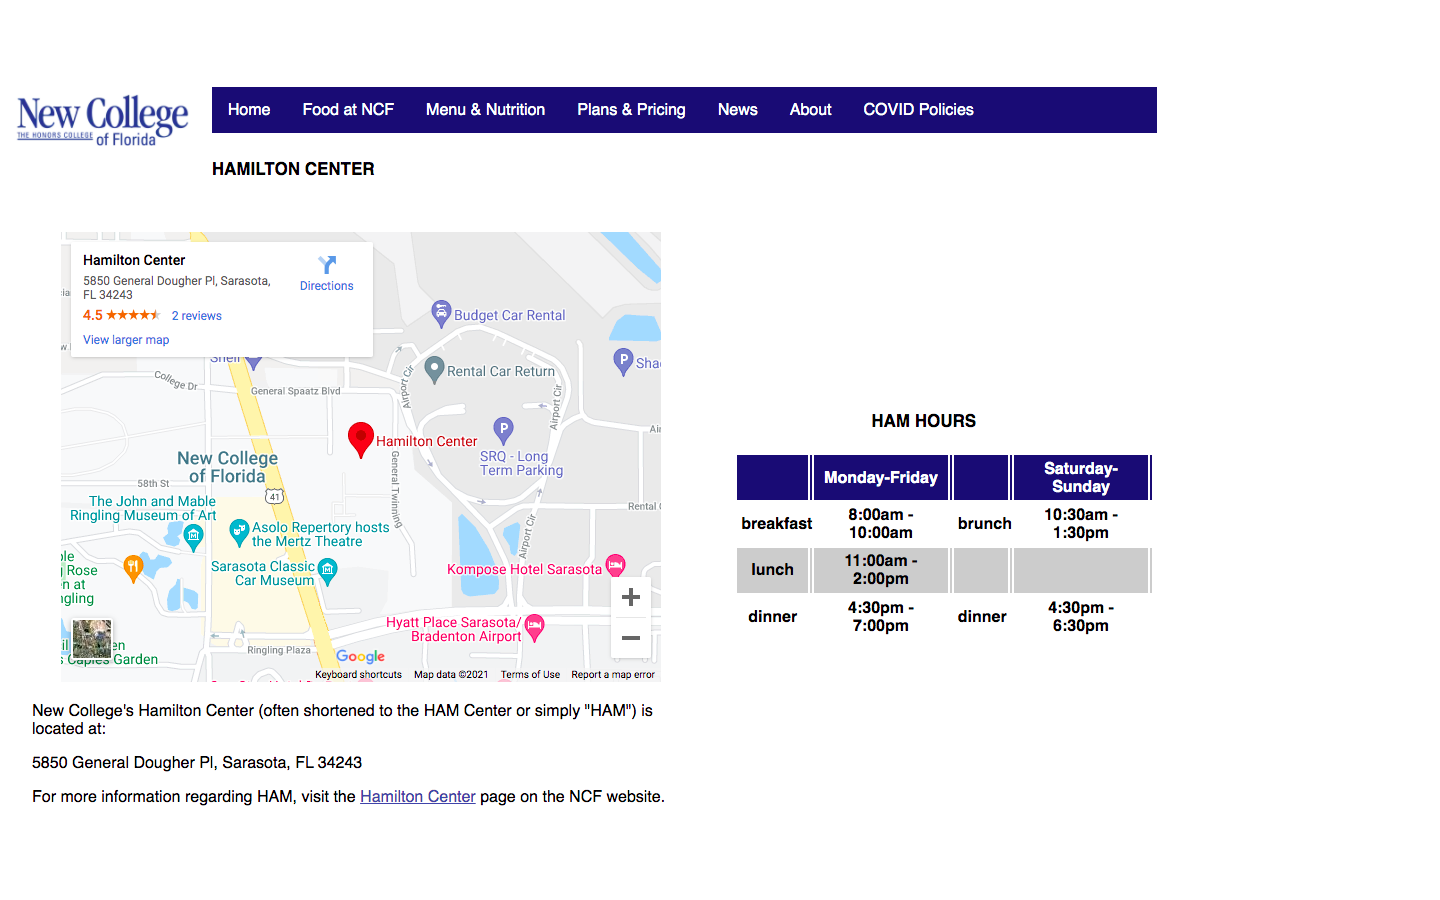 New College
THE HONORS COLLEGE
of Florida
Home Food at NCF Menu & Nutrition Plans & Pricing News About COVID Policies
HAMILTON CENTER
Hamilton Center
5850 General Dougher Pl, Sarasota,
FL 34243
4.5 2 reviews
View larger map
Directions
Budget Car Rental
Shell
Rental Car Return
College Dr
General Spaatz Blvd
Airport Cir
Airport Cir
P
P
Hamilton Center
SRQ - Long
Term Parking
New College
of Florida
General Twinning
58th St
41
The John and Mable
Ringling Museum of Art
Asolo Repertory hosts
the Mertz Theatre
Rental C
Airport Cir
Sarasota Classic
Car Museum
Kompose Hotel Sarasota
Rose
Hyatt Place Sarasota/
Bradenton Airport
Ringling Plaza
Google
Keyboard shortcuts Map data ©2021 Terms of Use Report a map error
+
−
HAM HOURS
Monday-Friday
Saturday-
Sunday
breakfast
8:00am -
10:00am
brunch
10:30am -
1:30pm
lunch
11:00am -
2:00pm
dinner
4:30pm -
7:00pm
dinner
4:30pm -
6:30pm
New College's Hamilton Center (often shortened to the HAM Center or simply "HAM") is
located at:
5850 General Dougher Pl, Sarasota, FL 34243
For more information regarding HAM, visit the Hamilton Center page on the NCF website.